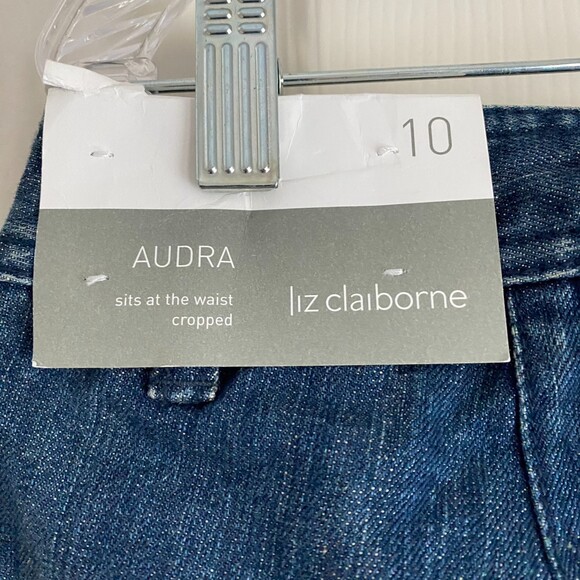 10
AUDRA
sits at the waist
cropped
liz claiborne